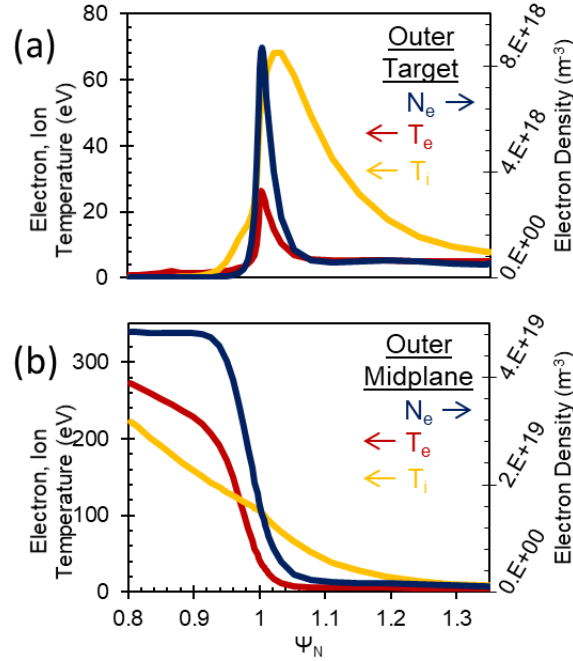 (a)
Electron, Ion
Temperature (eV)
80
60
40
20
0
Outer
Target
Nₑ →
← Tₑ
← Tᵢ
8.E+18
4.E+18
0.E+00
Electron Density (m⁻³)
(b)
Electron, Ion
Temperature (eV)
300
200
100
0
Outer
Midplane
Nₑ →
← Tₑ
← Tᵢ
4.E+19
2.E+19
0.E+00
Electron Density (m⁻³)
0.8 0.9 1 1.1 1.2 1.3
Ψ_N